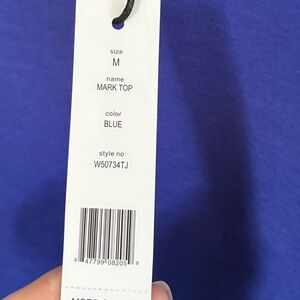 size
M
name
MARK TOP
color
BLUE
style no
W50734TJ
8 47799 08205 9